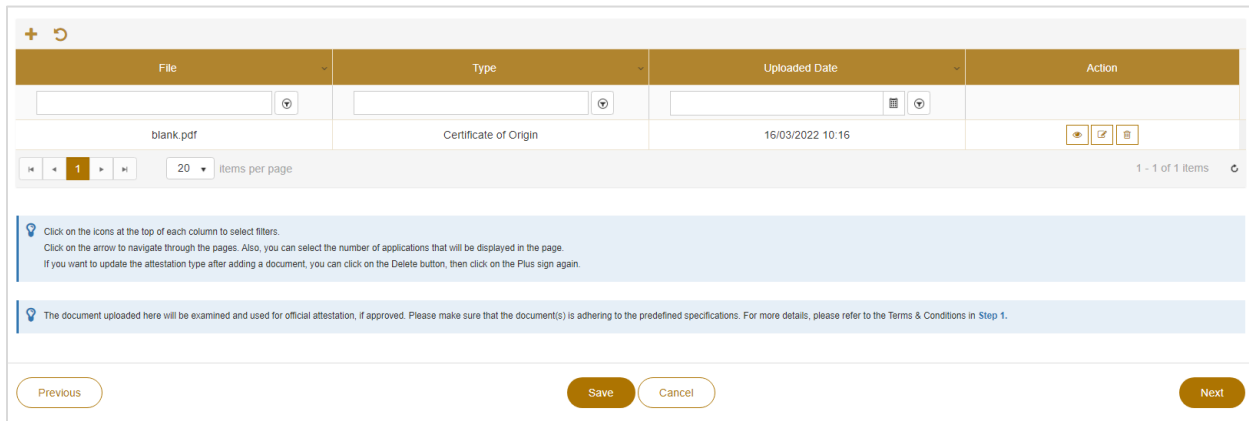 File Type Uploaded Date Action
blank.pdf Certificate of Origin 16/03/2022 10:16
1 20 items per page 1 - 1 of 1 items
Click on the icons at the top of each column to select filters.
Click on the arrow to navigate through the pages. Also, you can select the number of applications that will be displayed in the page.
If you want to update the attestation type after adding a document, you can click on the Delete button, then click on the Plus sign again.
The document uploaded here will be examined and used for official attestation, if approved. Please make sure that the document(s) is adhering to the predefined specifications. For more details, please refer to the Terms & Conditions in Step 1.
Previous Save Cancel Next